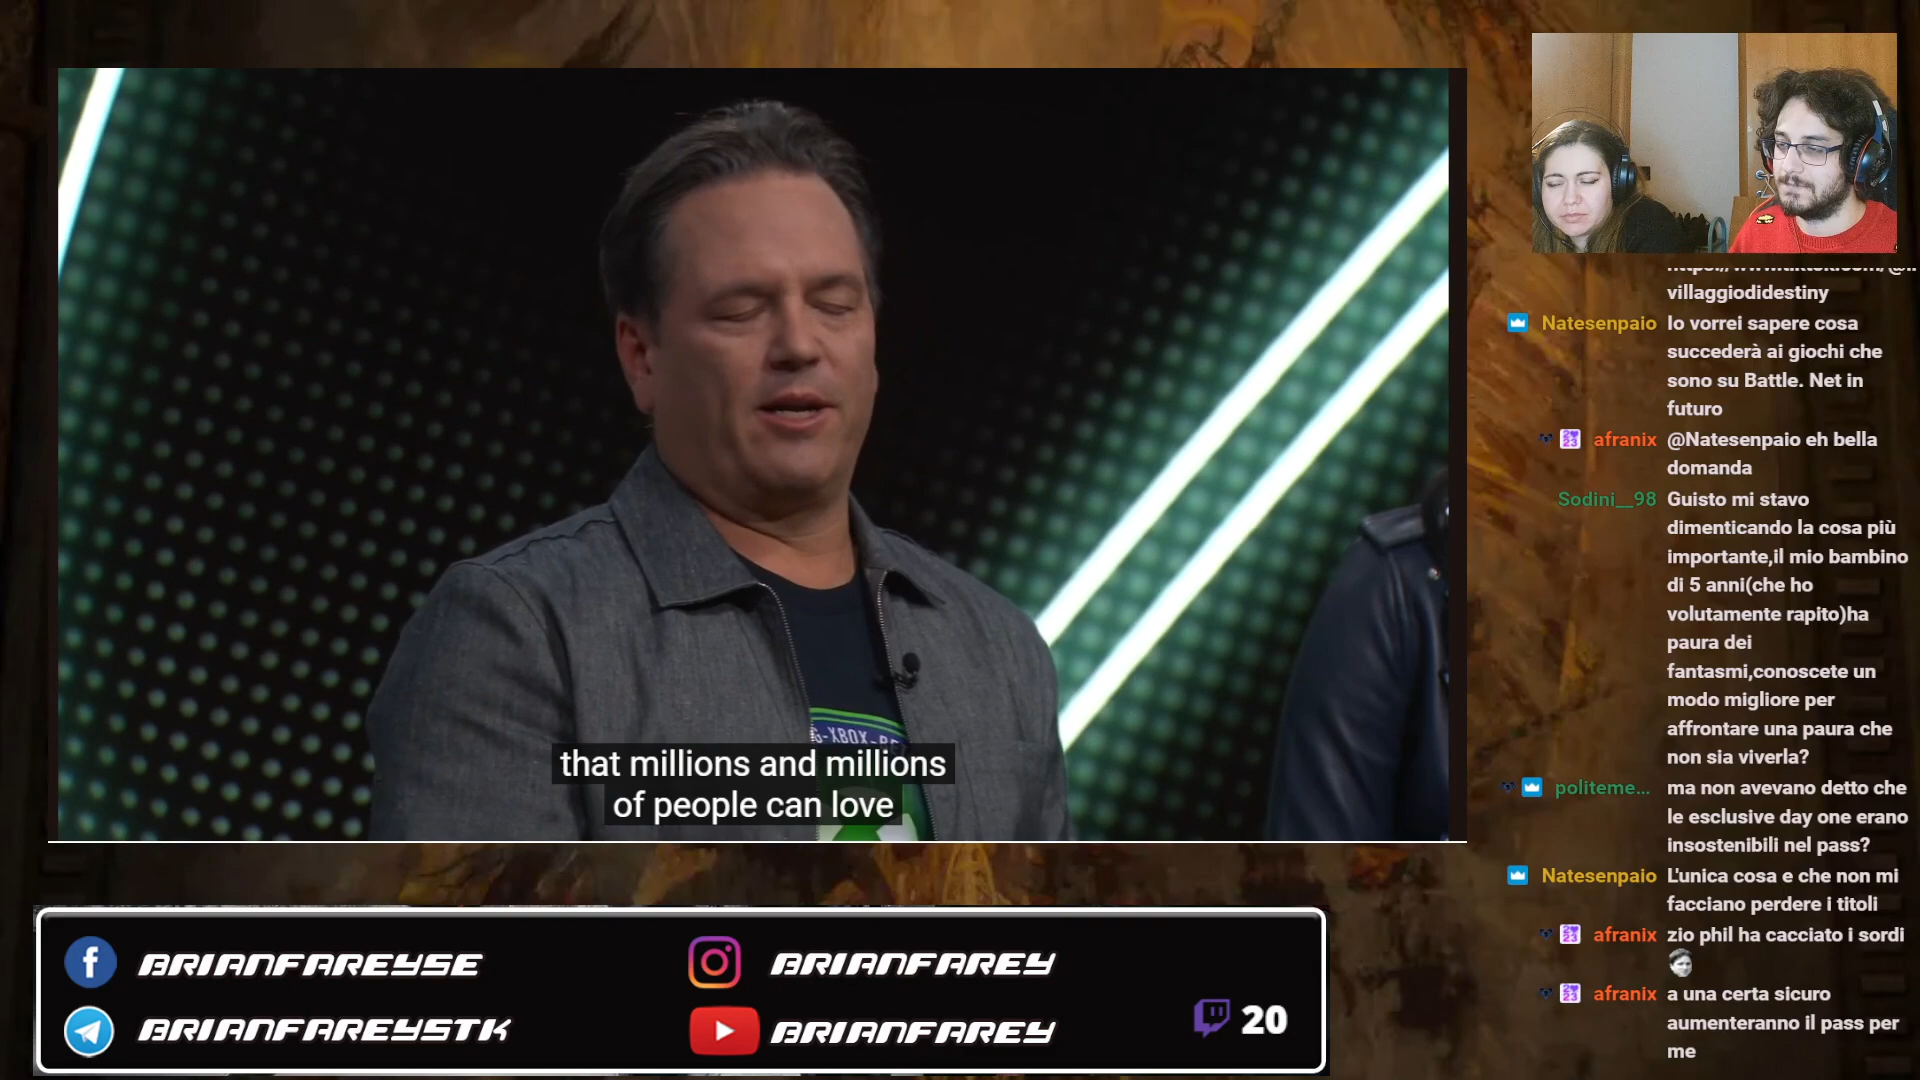 G-XBOX-RE
that millions and millions
of people can love
villaggiodidestiny
Natesenpaio Io vorrei sapere cosa
succederà ai giochi che
sono su Battle. Net in
futuro
afranix @Natesenpaio eh bella
domanda
Sodini__98 Guisto mi stavo
dimenticando la cosa più
importante,il mio bambino
di 5 anni(che ho
volutamente rapito)ha
paura dei
fantasmi,conoscete un
modo migliore per
affrontare una paura che
non sia viverla?
politeme... ma non avevano detto che
le esclusive day one erano
insostenibili nel pass?
Natesenpaio L'unica cosa e che non mi
facciano perdere i titoli
afranix zio phil ha cacciato i sordi
afranix a una certa sicuro
aumenteranno il pass per
me
BRIANFAREYSE
BRIANFAREY
BRIANFAREYSTK
BRIANFAREY
20